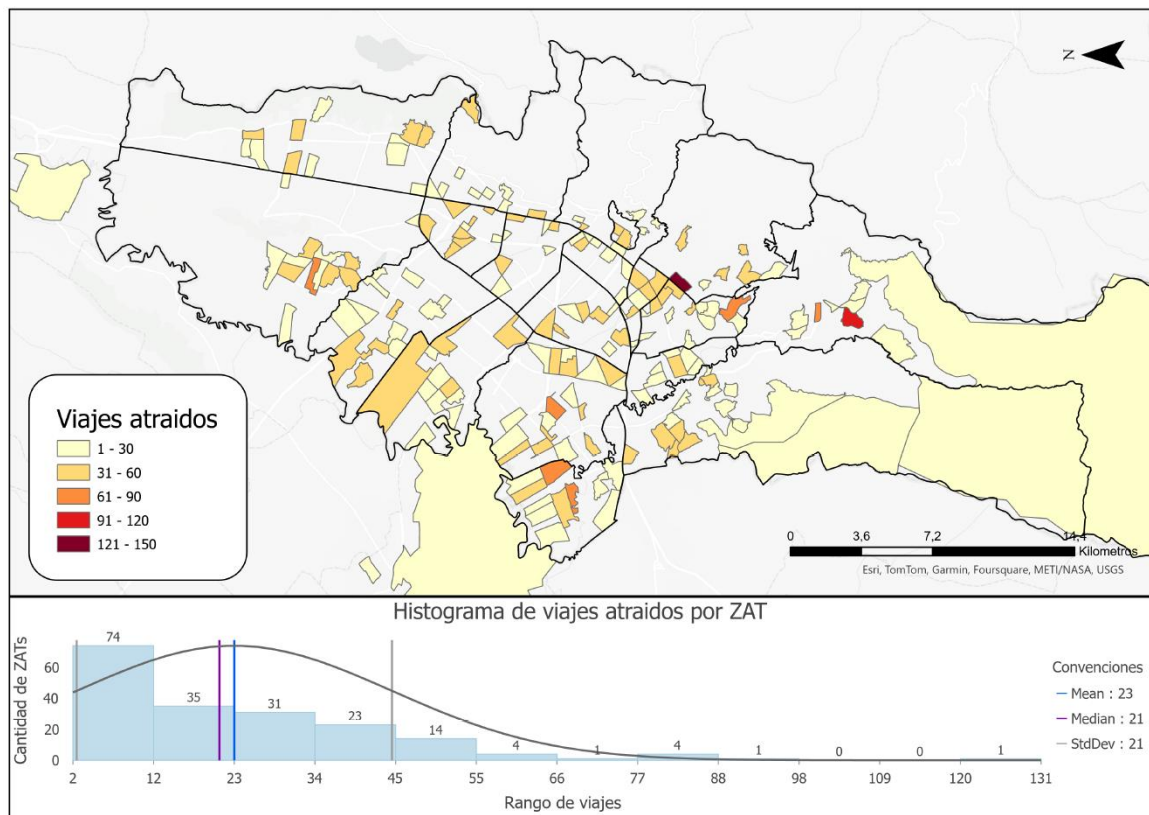 N
Viajes atraidos
1 - 30
31 - 60
61 - 90
91 - 120
121 - 150
0 3,6 7,2 14,4
Kilometros
Esri, TomTom, Garmin, Foursquare, METI/NASA, USGS
Histograma de viajes atraidos por ZAT
Cantidad de ZATs
60
40
20
0
74 35 31 23 14 4 1 4 1 0 0 1
2 12 23 34 45 55 66 77 88 98 109 120 131
Rango de viajes
Convenciones
Mean : 23
Median : 21
StdDev : 21